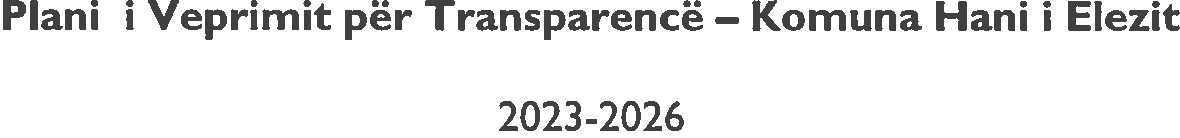 Plani i Veprimit për Transparencë – Komuna Hani i Elezit
2023-2026